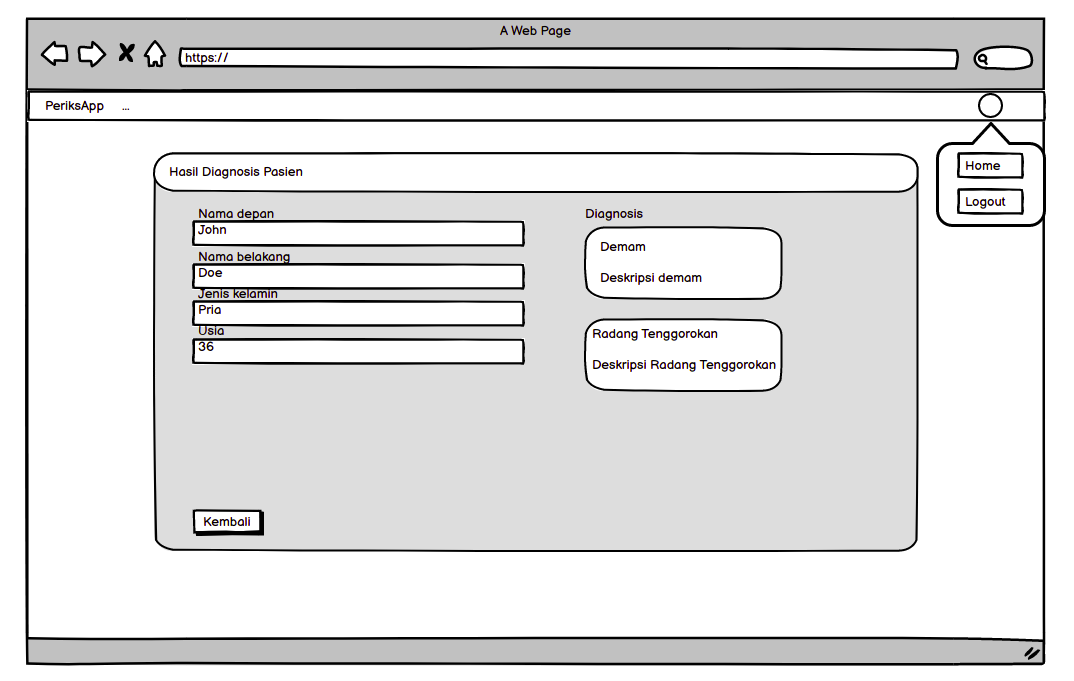 A Web Page
https://
PeriksApp ...
Home
Logout
Hasil Diagnosis Pasien
Nama depan
John
Nama belakang
Doe
Jenis kelamin
Pria
Usia
36
Diagnosis
Demam
Deskripsi demam
Radang Tenggorokan
Deskripsi Radang Tenggorokan
Kembali